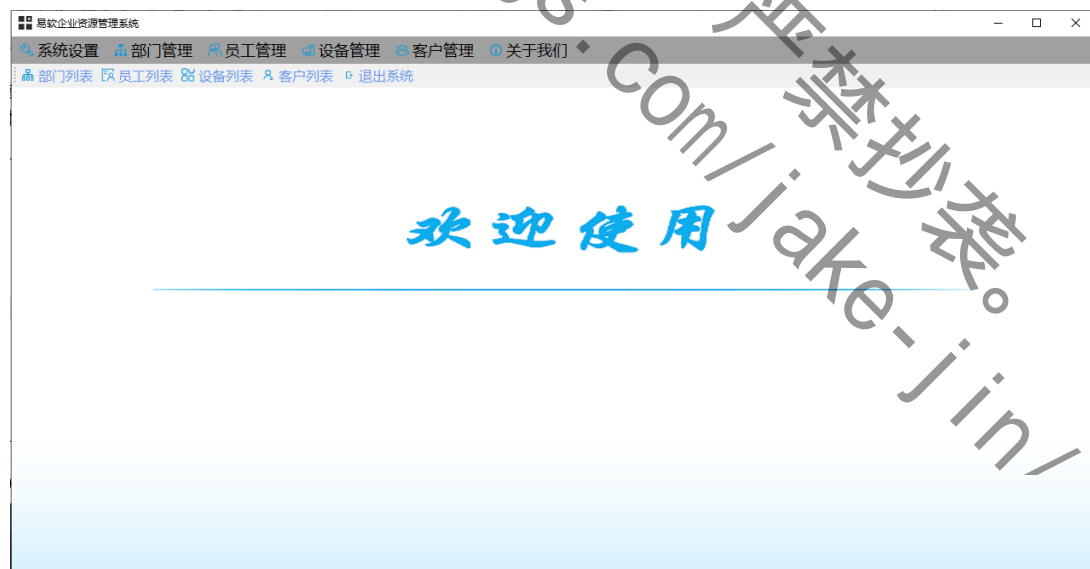 易软企业资源管理系统
系统设置 部门管理 员工管理 设备管理 客户管理 关于我们
部门列表 员工列表 设备列表 客户列表 退出系统
欢迎使用
严禁抄袭。
s.com/jake-jin/